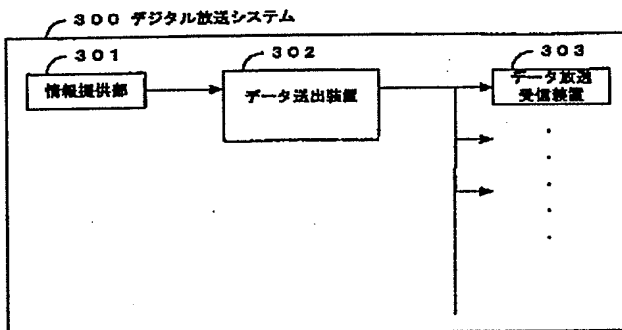 300 デジタル放送システム
301
302
303
情報提供部
データ送出装置
データ放送
受信装置